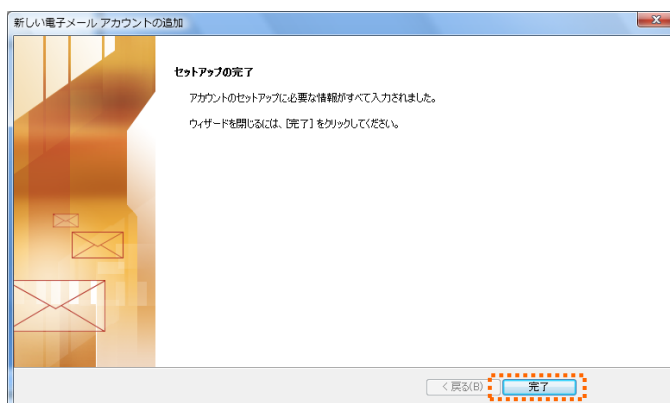 新しい電子メール アカウントの追加
セットアップの完了
アカウントのセットアップに必要な情報がすべて入力されました。
ウィザードを閉じるには、[完了] をクリックしてください。
< 戻る(B)
完了